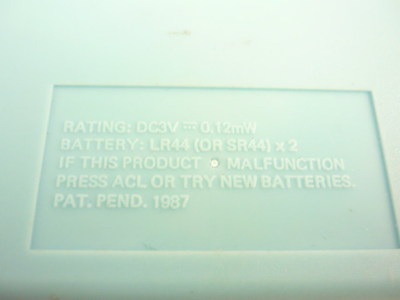 RATING: DC3V ⎓ 0.12mW
BATTERY: LR44 (OR SR44) x 2
IF THIS PRODUCT MALFUNCTION
PRESS ACL OR TRY NEW BATTERIES.
PAT. PEND. 1987